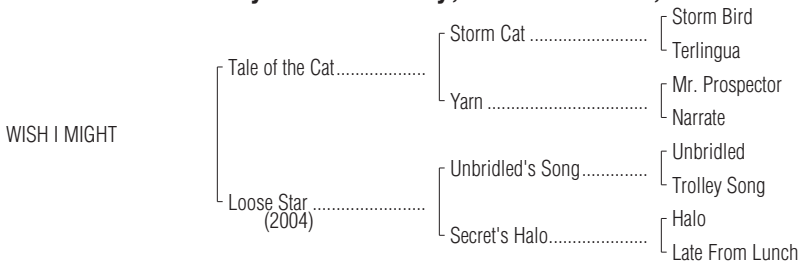 Storm Bird
Storm Cat ........................
Terlingua
Tale of the Cat...................
Mr. Prospector
Yarn .................................
Narrate
WISH I MIGHT
Unbridled
Unbridled's Song..............
Trolley Song
Loose Star ........................
(2004)
Halo
Secret's Halo.....................
Late From Lunch